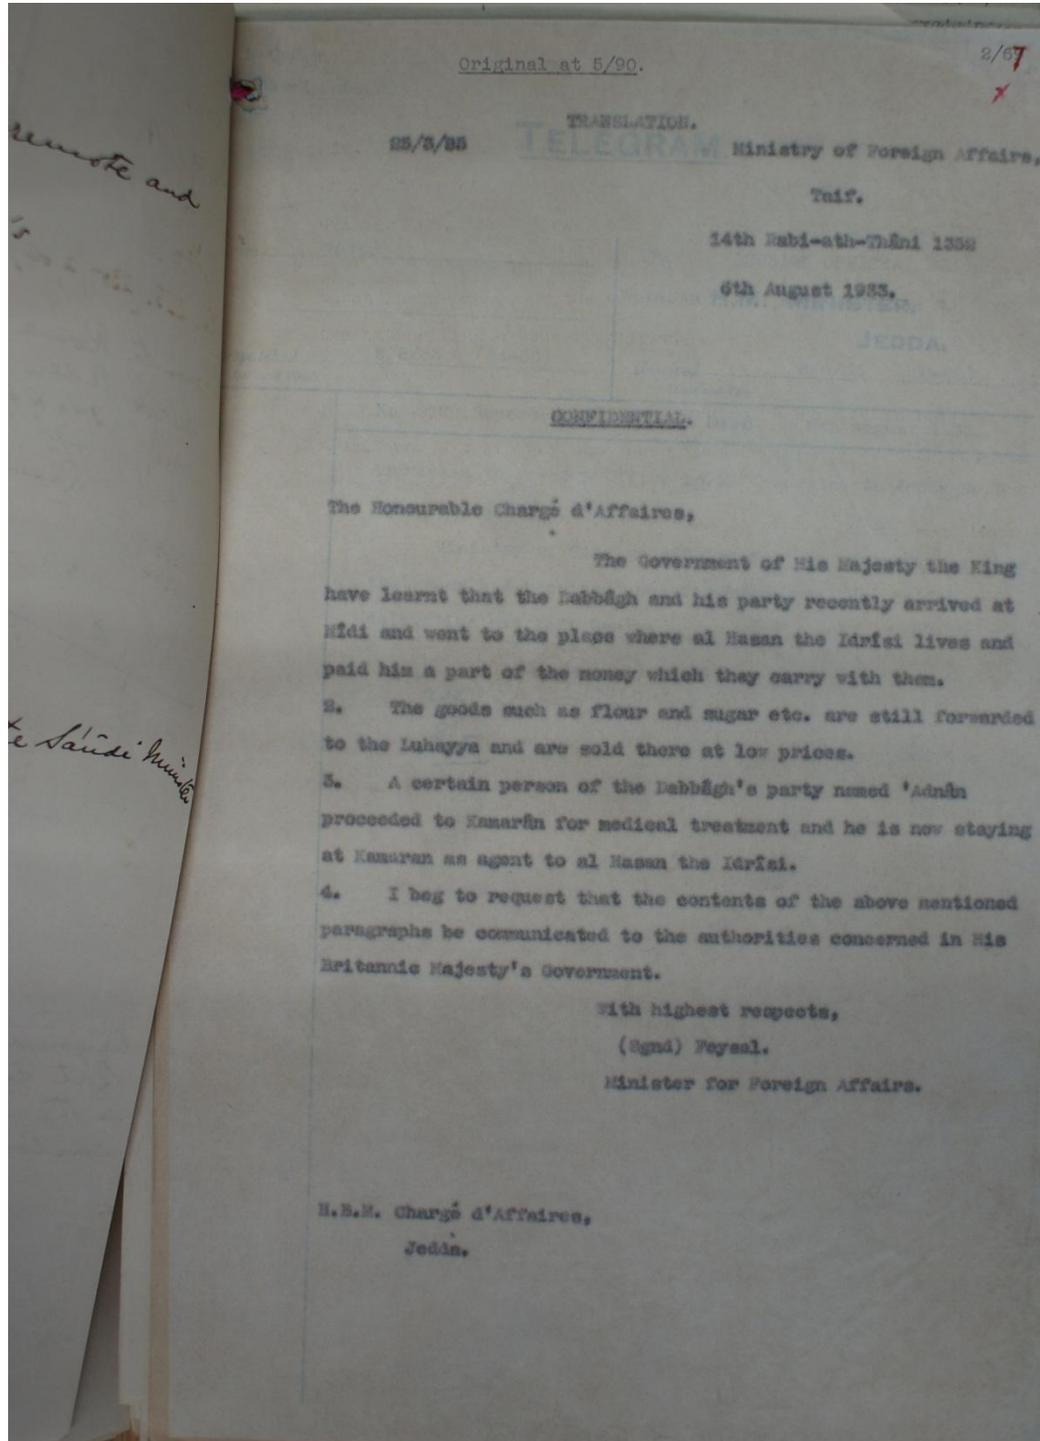 remote and
te Sáûdi Minister
Original at 5/90.
2/67
x
TRANSLATION.
25/3/35
TELEGRAM
Ministry of Foreign Affairs,
Taif.
14th Rabi-ath-Thâni 1352
6th August 1933.
MINISTER.
JEDDA.
CONFIDENTIAL.
The Honourable Chargé d'Affaires,
The Government of His Majesty the King
have learnt that the Dabbâgh and his party recently arrived at
Mîdi and went to the place where al Hasan the Idrîsi lives and
paid him a part of the money which they carry with them.
2. The goods such as flour and sugar etc. are still forwarded
to the Luhayya and are sold there at low prices.
3. A certain person of the Dabbâgh's party named 'Adnân
proceeded to Kamarân for medical treatment and he is now staying
at Kamaran as agent to al Hasan the Idrîsi.
4. I beg to request that the contents of the above mentioned
paragraphs be communicated to the authorities concerned in His
Britannic Majesty's Government.
With highest respects,
(Sgnd) Feysal.
Minister for Foreign Affairs.
H.B.M. Chargé d'Affaires,
Jedda.